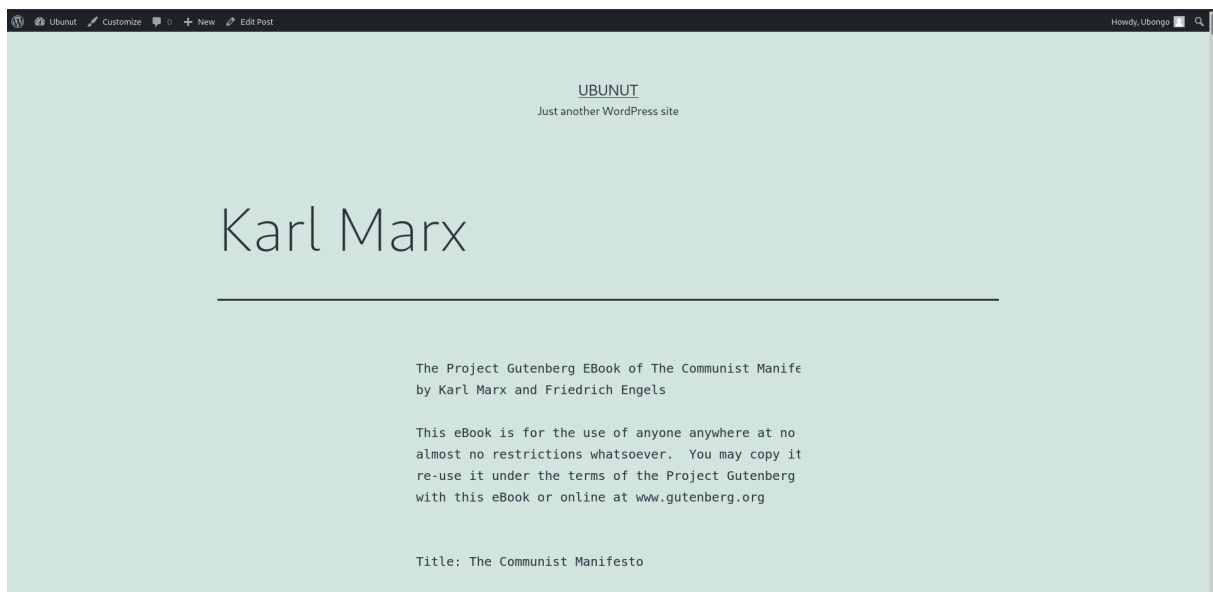 Ubunut Customize 0 New Edit Post Howdy, Ubongo
UBUNUT
Just another WordPress site
Karl Marx
The Project Gutenberg EBook of The Communist Manife
by Karl Marx and Friedrich Engels
This eBook is for the use of anyone anywhere at no
almost no restrictions whatsoever.  You may copy it
re-use it under the terms of the Project Gutenberg
with this eBook or online at www.gutenberg.org
Title: The Communist Manifesto